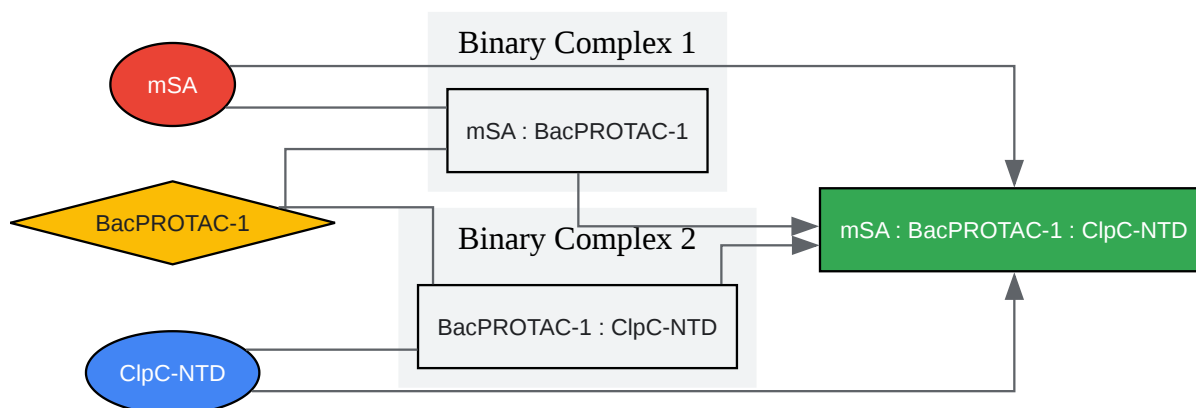 Binary Complex 1
mSA
mSA : BacPROTAC-1
BacPROTAC-1
mSA : BacPROTAC-1 : ClpC-NTD
Binary Complex 2
BacPROTAC-1 : ClpC-NTD
ClpC-NTD